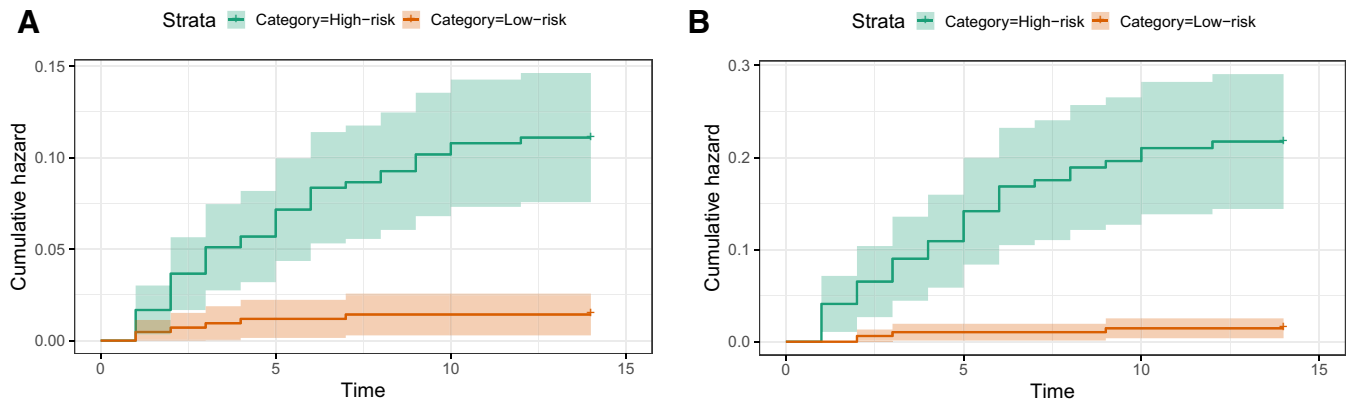 A
Strata Category=High−risk Category=Low−risk
0.15
0.10
0.05
0.00
Cumulative hazard
0 5 10 15
Time
B
Strata Category=High−risk Category=Low−risk
0.3
0.2
0.1
0.0
Cumulative hazard
0 5 10 15
Time